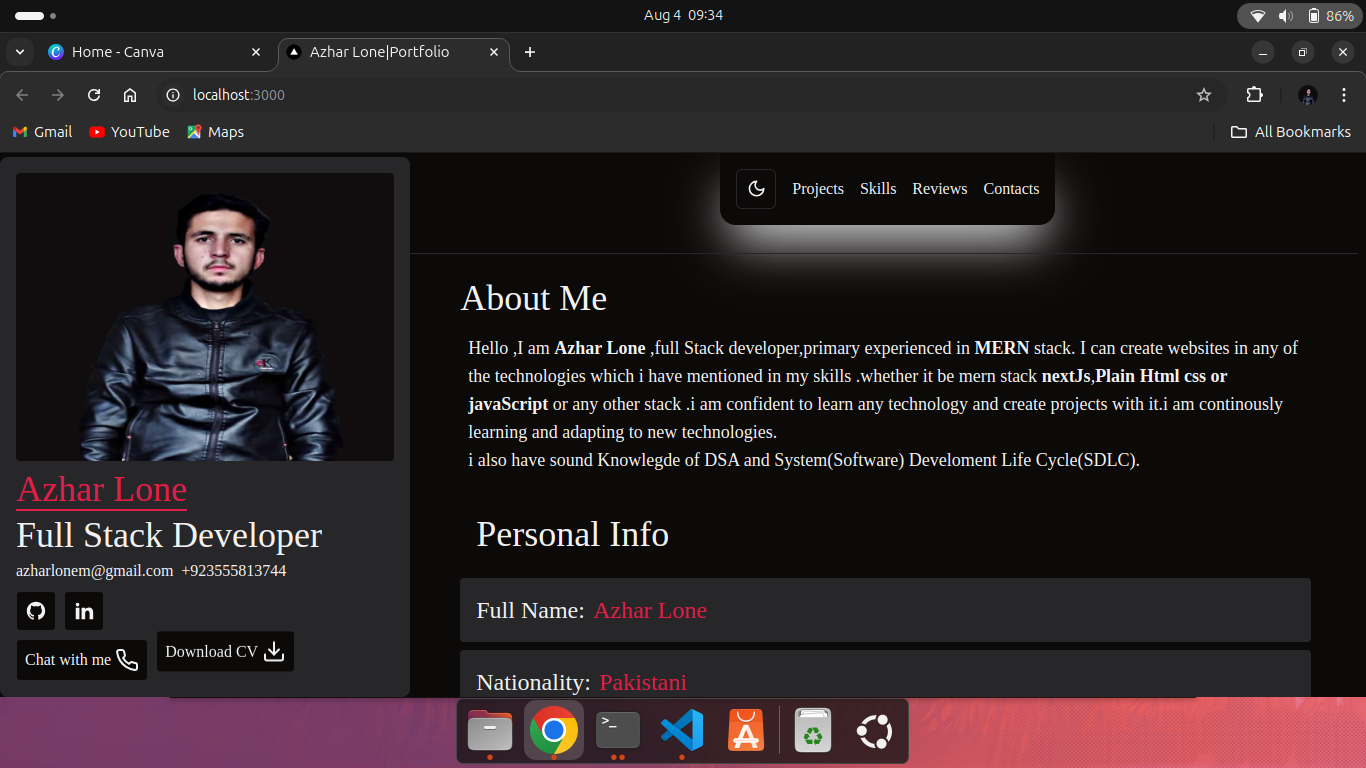 Aug 4 09:34
86%
Home - Canva
Azhar Lone|Portfolio
localhost:3000
Gmail
YouTube
Maps
All Bookmarks
Projects
Skills
Reviews
Contacts
Azhar Lone
Full Stack Developer
azharlonem@gmail.com +923555813744
in
Chat with me
Download CV
About Me
Hello ,I am Azhar Lone ,full Stack developer,primary experienced in MERN stack. I can create websites in any of
the technologies which i have mentioned in my skills .whether it be mern stack nextJs,Plain Html css or
javaScript or any other stack .i am confident to learn any technology and create projects with it.i am continously
learning and adapting to new technologies.
i also have sound Knowlegde of DSA and System(Software) Develoment Life Cycle(SDLC).
Personal Info
Full Name: Azhar Lone
Nationality: Pakistani